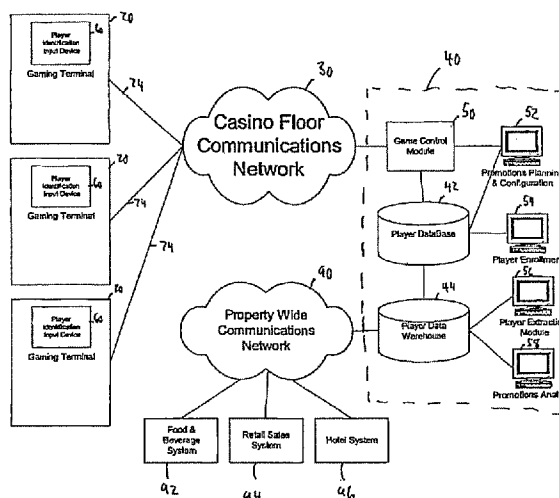 20
60
Player
Identification
Input Device
Gaming Terminal
74
20
60
Player
Identification
Input Device
Gaming Terminal
74
20
60
Player
Identification
Input Device
Gaming Terminal
74
30
Casino Floor
Communications
Network
40
50
Game Control
Module
52
Promotions Planning
& Configuration
42
Player DataBase
54
Player Enrollment
44
Player Data
Warehouse
56
Player Extraction
Module
58
Promotions Anal
90
Property Wide
Communications
Network
Food &
Beverage
System
92
Retail Sales
System
94
Hotel System
96